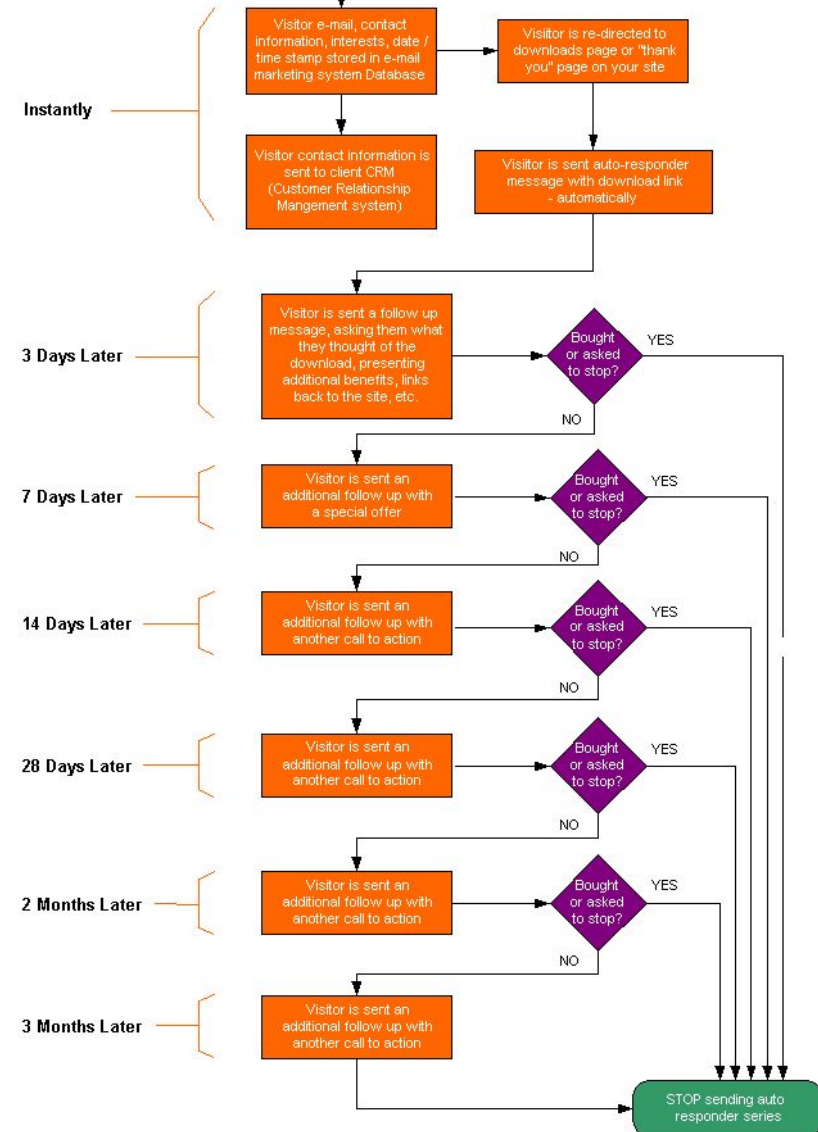 Visitor e-mail, contact
information, interests, date /
time stamp stored in e-mail
marketing system Database
Visiitor is re-directed to
downloads page or "thank
you" page on your site
Instantly
Visitor contact information is
sent to client CRM
(Customer Relationship
Mangement system)
Visiitor is sent auto-responder
message with download link
- automatically
3 Days Later
Visitor is sent a follow up
message, asking them what
they thought of the
download, presenting
additional benefits, links
back to the site, etc.
Bought
or asked
to stop?
YES
NO
7 Days Later
Visitor is sent an
additional follow up with
a special offer
Bought
or asked
to stop?
YES
NO
14 Days Later
Visitor is sent an
additional follow up with
another call to action
Bought
or asked
to stop?
YES
NO
28 Days Later
Visitor is sent an
additional follow up with
another call to action
Bought
or asked
to stop?
YES
NO
2 Months Later
Visitor is sent an
additional follow up with
another call to action
Bought
or asked
to stop?
YES
NO
3 Months Later
Visitor is sent an
additional follow up with
another call to action
STOP sending auto
responder series